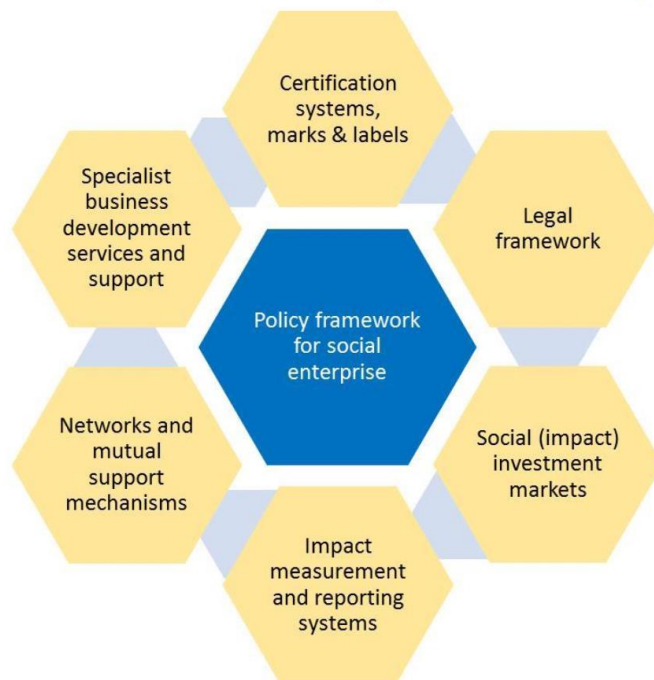 Certification
systems,
marks & labels
Legal
framework
Social (impact)
investment
markets
Impact
measurement
and reporting
systems
Networks and
mutual
support
mechanisms
Specialist
business
development
services and
support
Policy framework
for social
enterprise